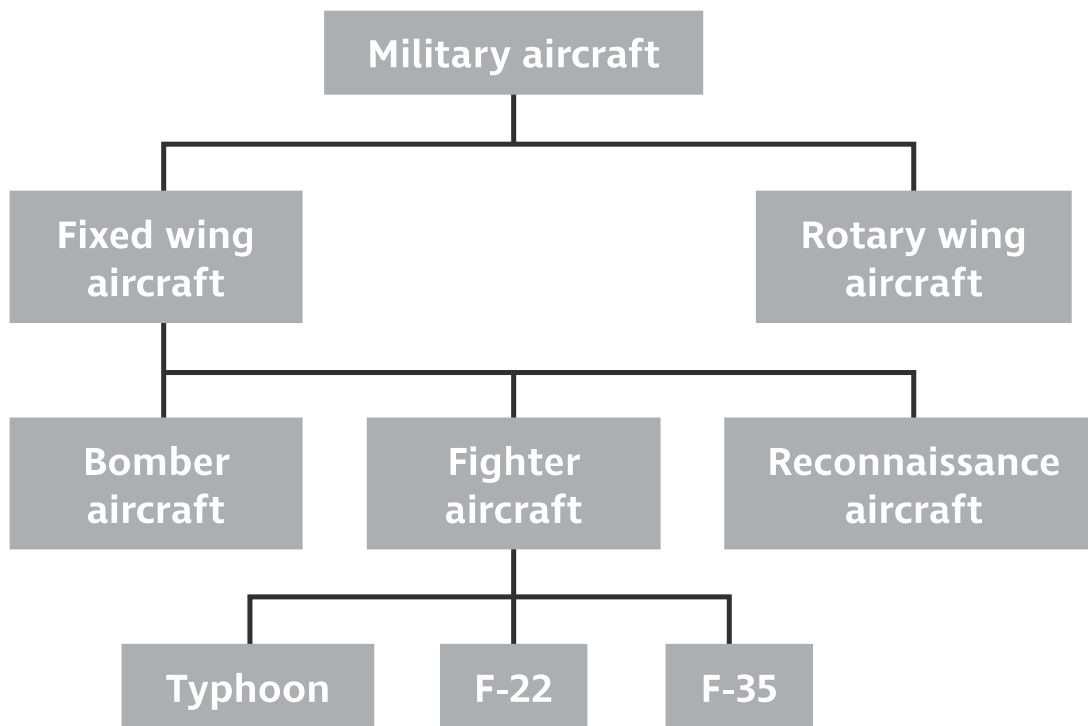 Military aircraft
Fixed wing
aircraft
Rotary wing
aircraft
Bomber
aircraft
Fighter
aircraft
Reconnaissance
aircraft
Typhoon
F-22
F-35